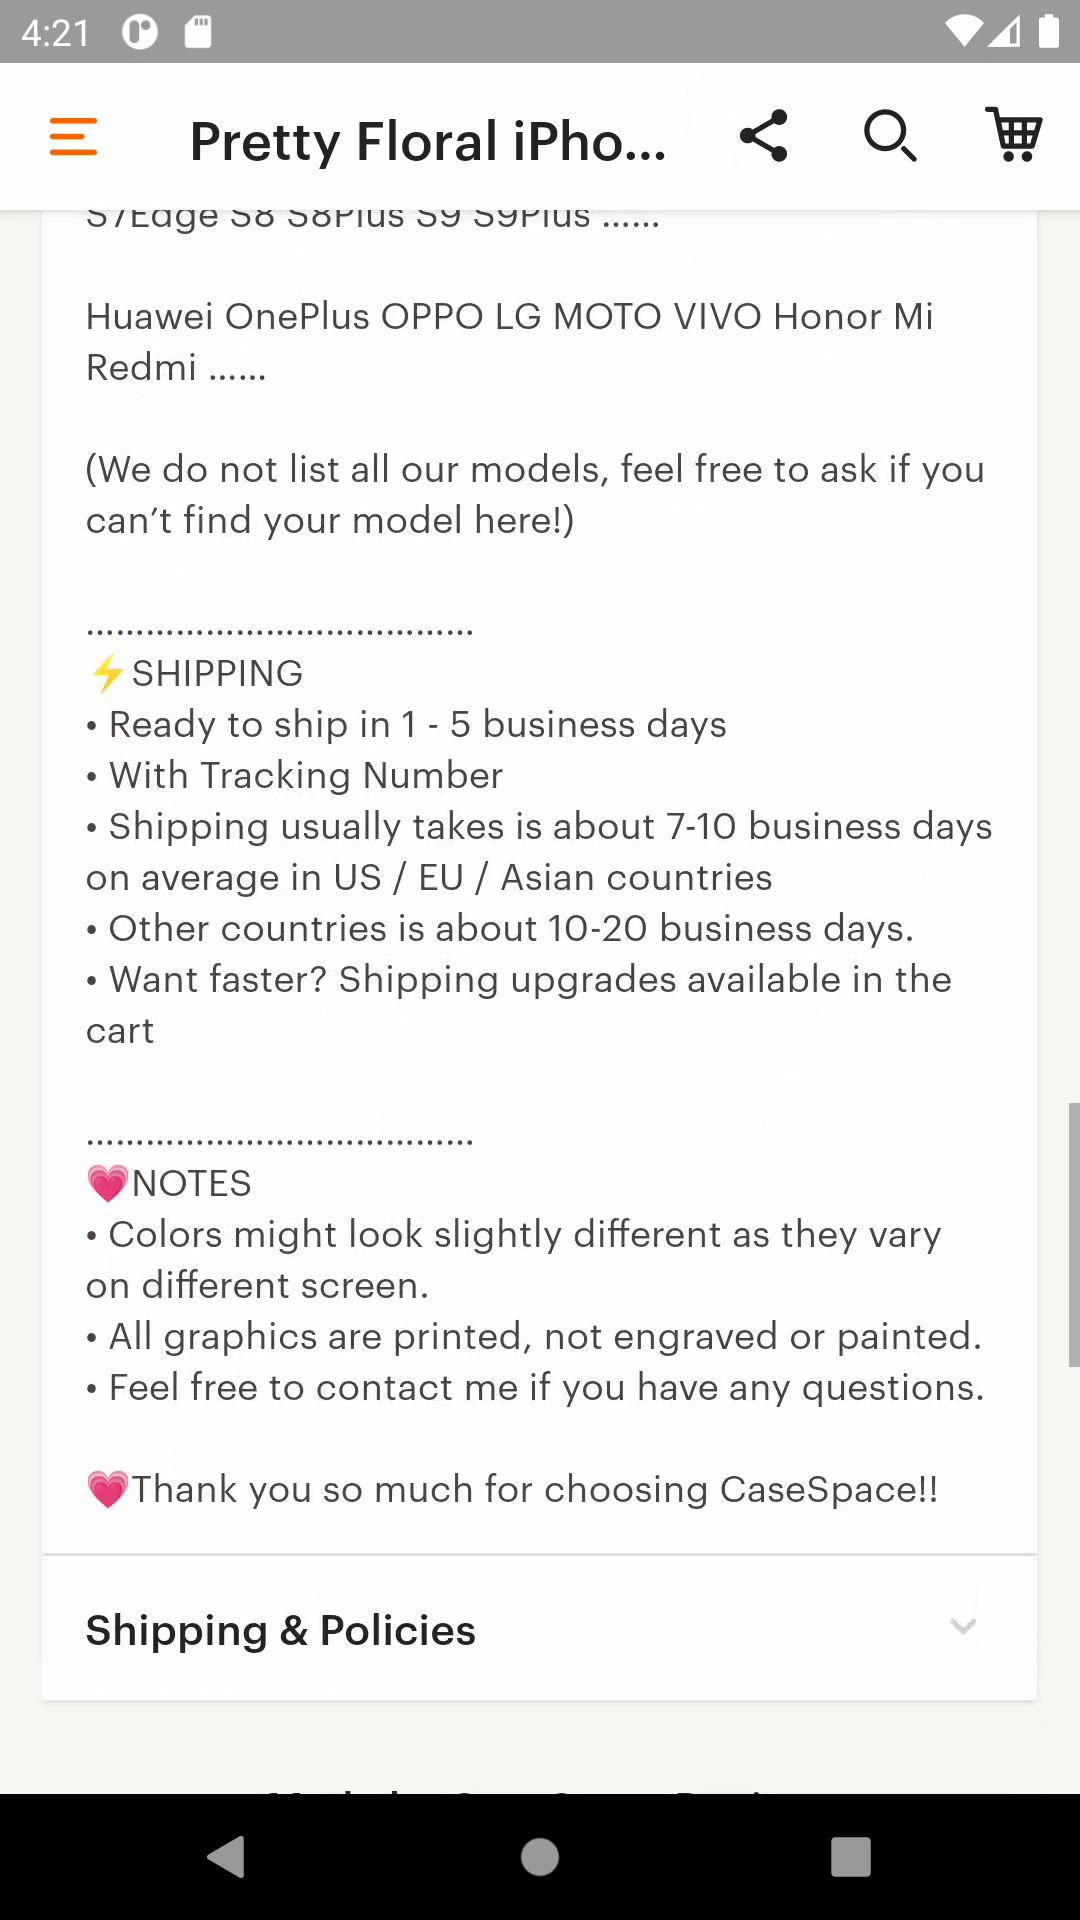 4:21
Pretty Floral iPho...
S7Edge S8 S8Plus S9 S9Plus ......
Huawei OnePlus OPPO LG MOTO VIVO Honor Mi
Redmi ......
(We do not list all our models, feel free to ask if you
can’t find your model here!)
.......................................
⚡SHIPPING
• Ready to ship in 1 - 5 business days
• With Tracking Number
• Shipping usually takes is about 7-10 business days
on average in US / EU / Asian countries
• Other countries is about 10-20 business days.
• Want faster? Shipping upgrades available in the
cart
.......................................
💗NOTES
• Colors might look slightly different as they vary
on different screen.
• All graphics are printed, not engraved or painted.
• Feel free to contact me if you have any questions.
💗Thank you so much for choosing CaseSpace!!
Shipping & Policies